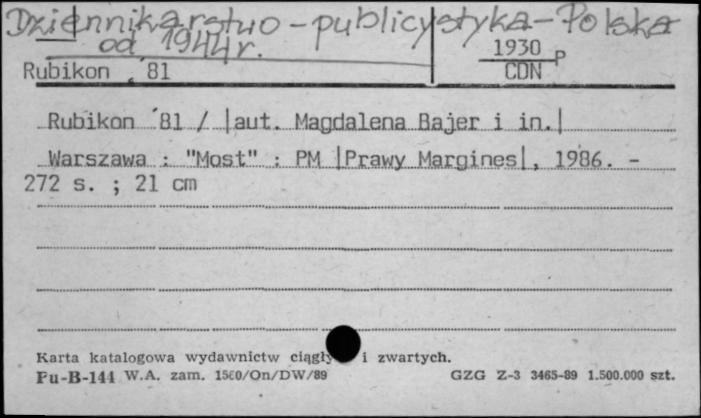 Dziennikarstwo - publicystyka - Polska
od 1944 r.
1930 P
CDN
Rubikon '81
Rubikon '81 / |aut. Magdalena Bajer i in.|
Warszawa : "Most" : PM |Prawy Margines|, 1986. -
272 s. ; 21 cm
Karta katalogowa wydawnictw i zwartych.
Pu-B-144 W.A. zam. 1560/On/DW/89 GZG Z-3 3465-89 1.500.000 szt.